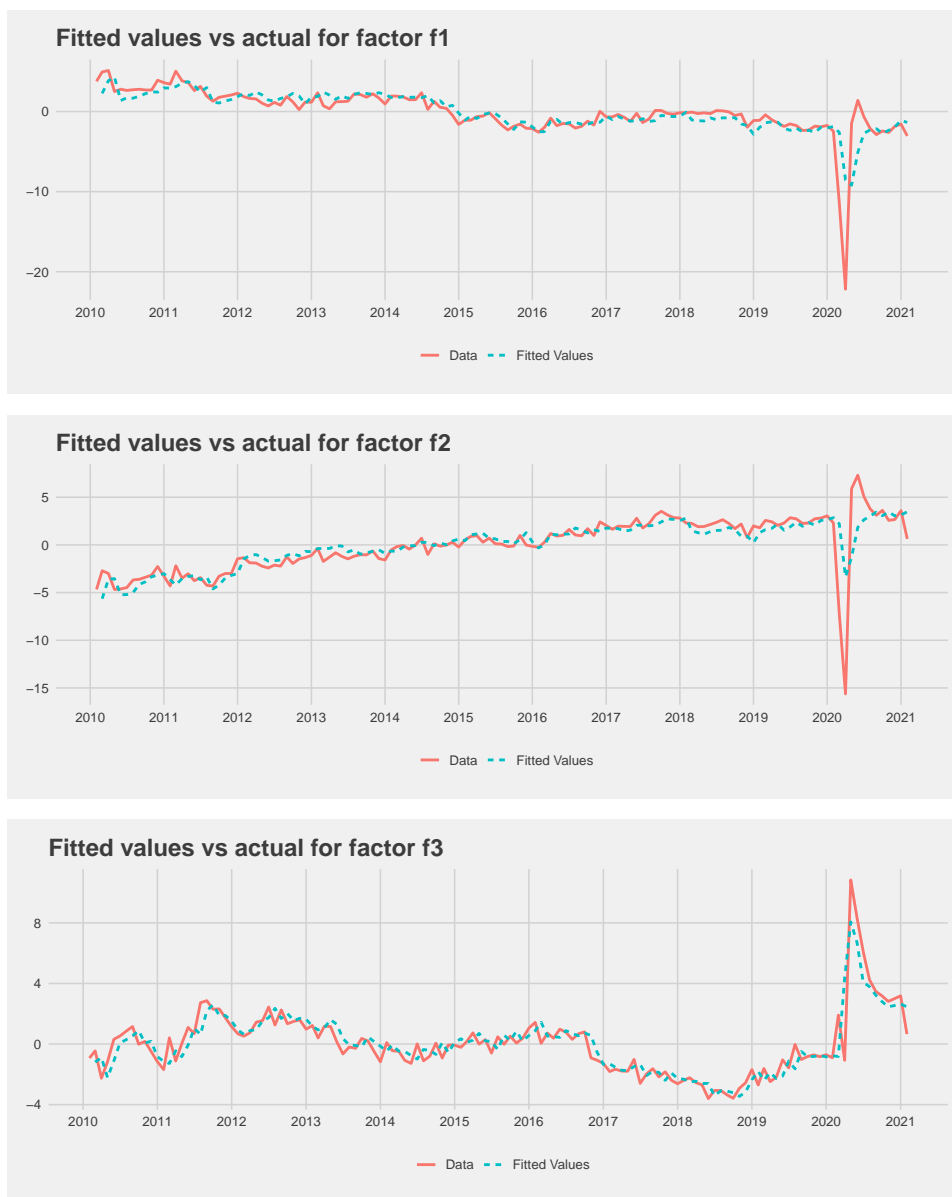 Fitted values vs actual for factor f1
0
−10
−20
2010 2011 2012 2013 2014 2015 2016 2017 2018 2019 2020 2021
Data Fitted Values
Fitted values vs actual for factor f2
5
0
−5
−10
−15
2010 2011 2012 2013 2014 2015 2016 2017 2018 2019 2020 2021
Data Fitted Values
Fitted values vs actual for factor f3
8
4
0
−4
2010 2011 2012 2013 2014 2015 2016 2017 2018 2019 2020 2021
Data Fitted Values